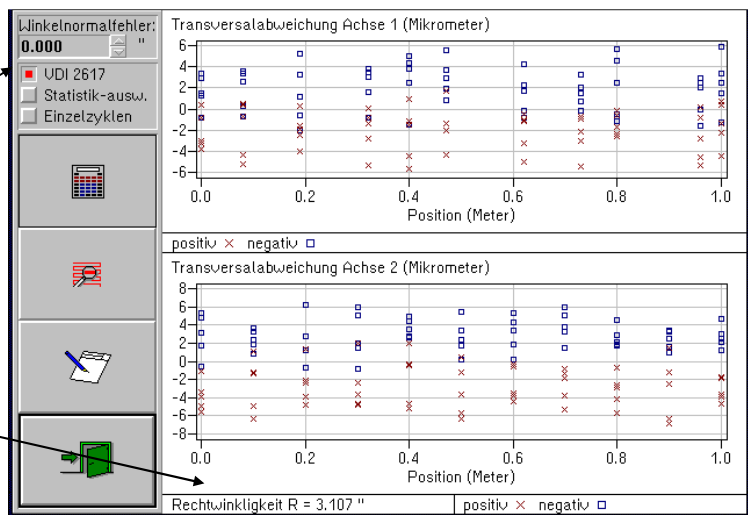 Winkelnormalfehler:
0.000 "
VDI 2617
Statistik-ausw.
Einzelzyklen
Transversalabweichung Achse 1 (Mikrometer)
6
4
2
0
-2
-4
-6
0.0 0.2 0.4 0.6 0.8 1.0
Position (Meter)
positiv × negativ □
Transversalabweichung Achse 2 (Mikrometer)
8
6
4
2
0
-2
-4
-6
-8
0.0 0.2 0.4 0.6 0.8 1.0
Position (Meter)
Rechtwinkligkeit R = 3.107 " positiv × negativ □